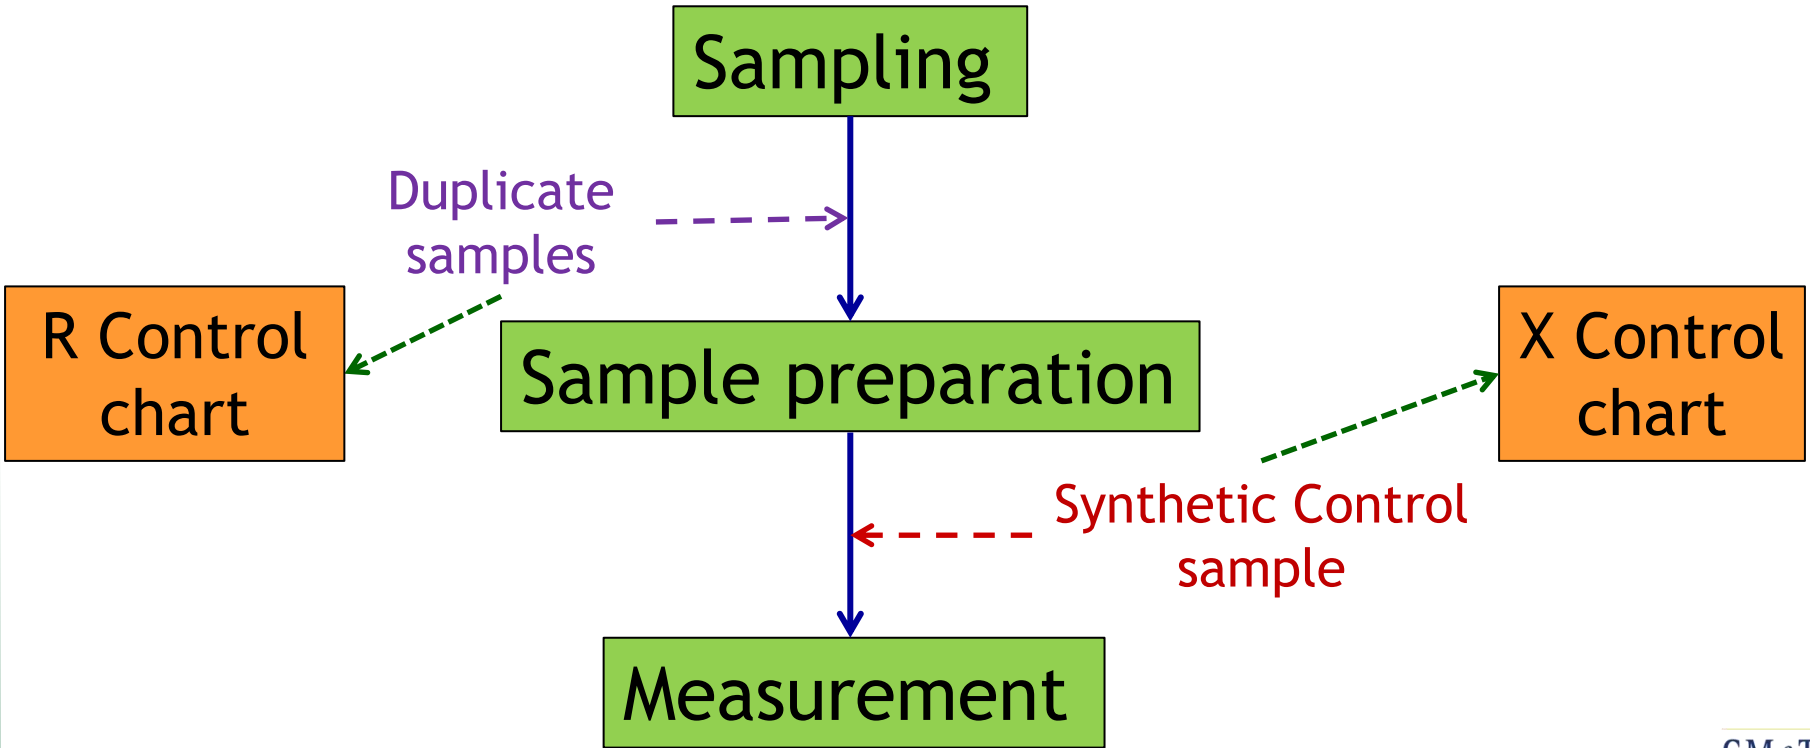 Sampling
Duplicate
samples
R Control
chart
X Control
chart
Sample preparation
Synthetic Control
sample
Measurement